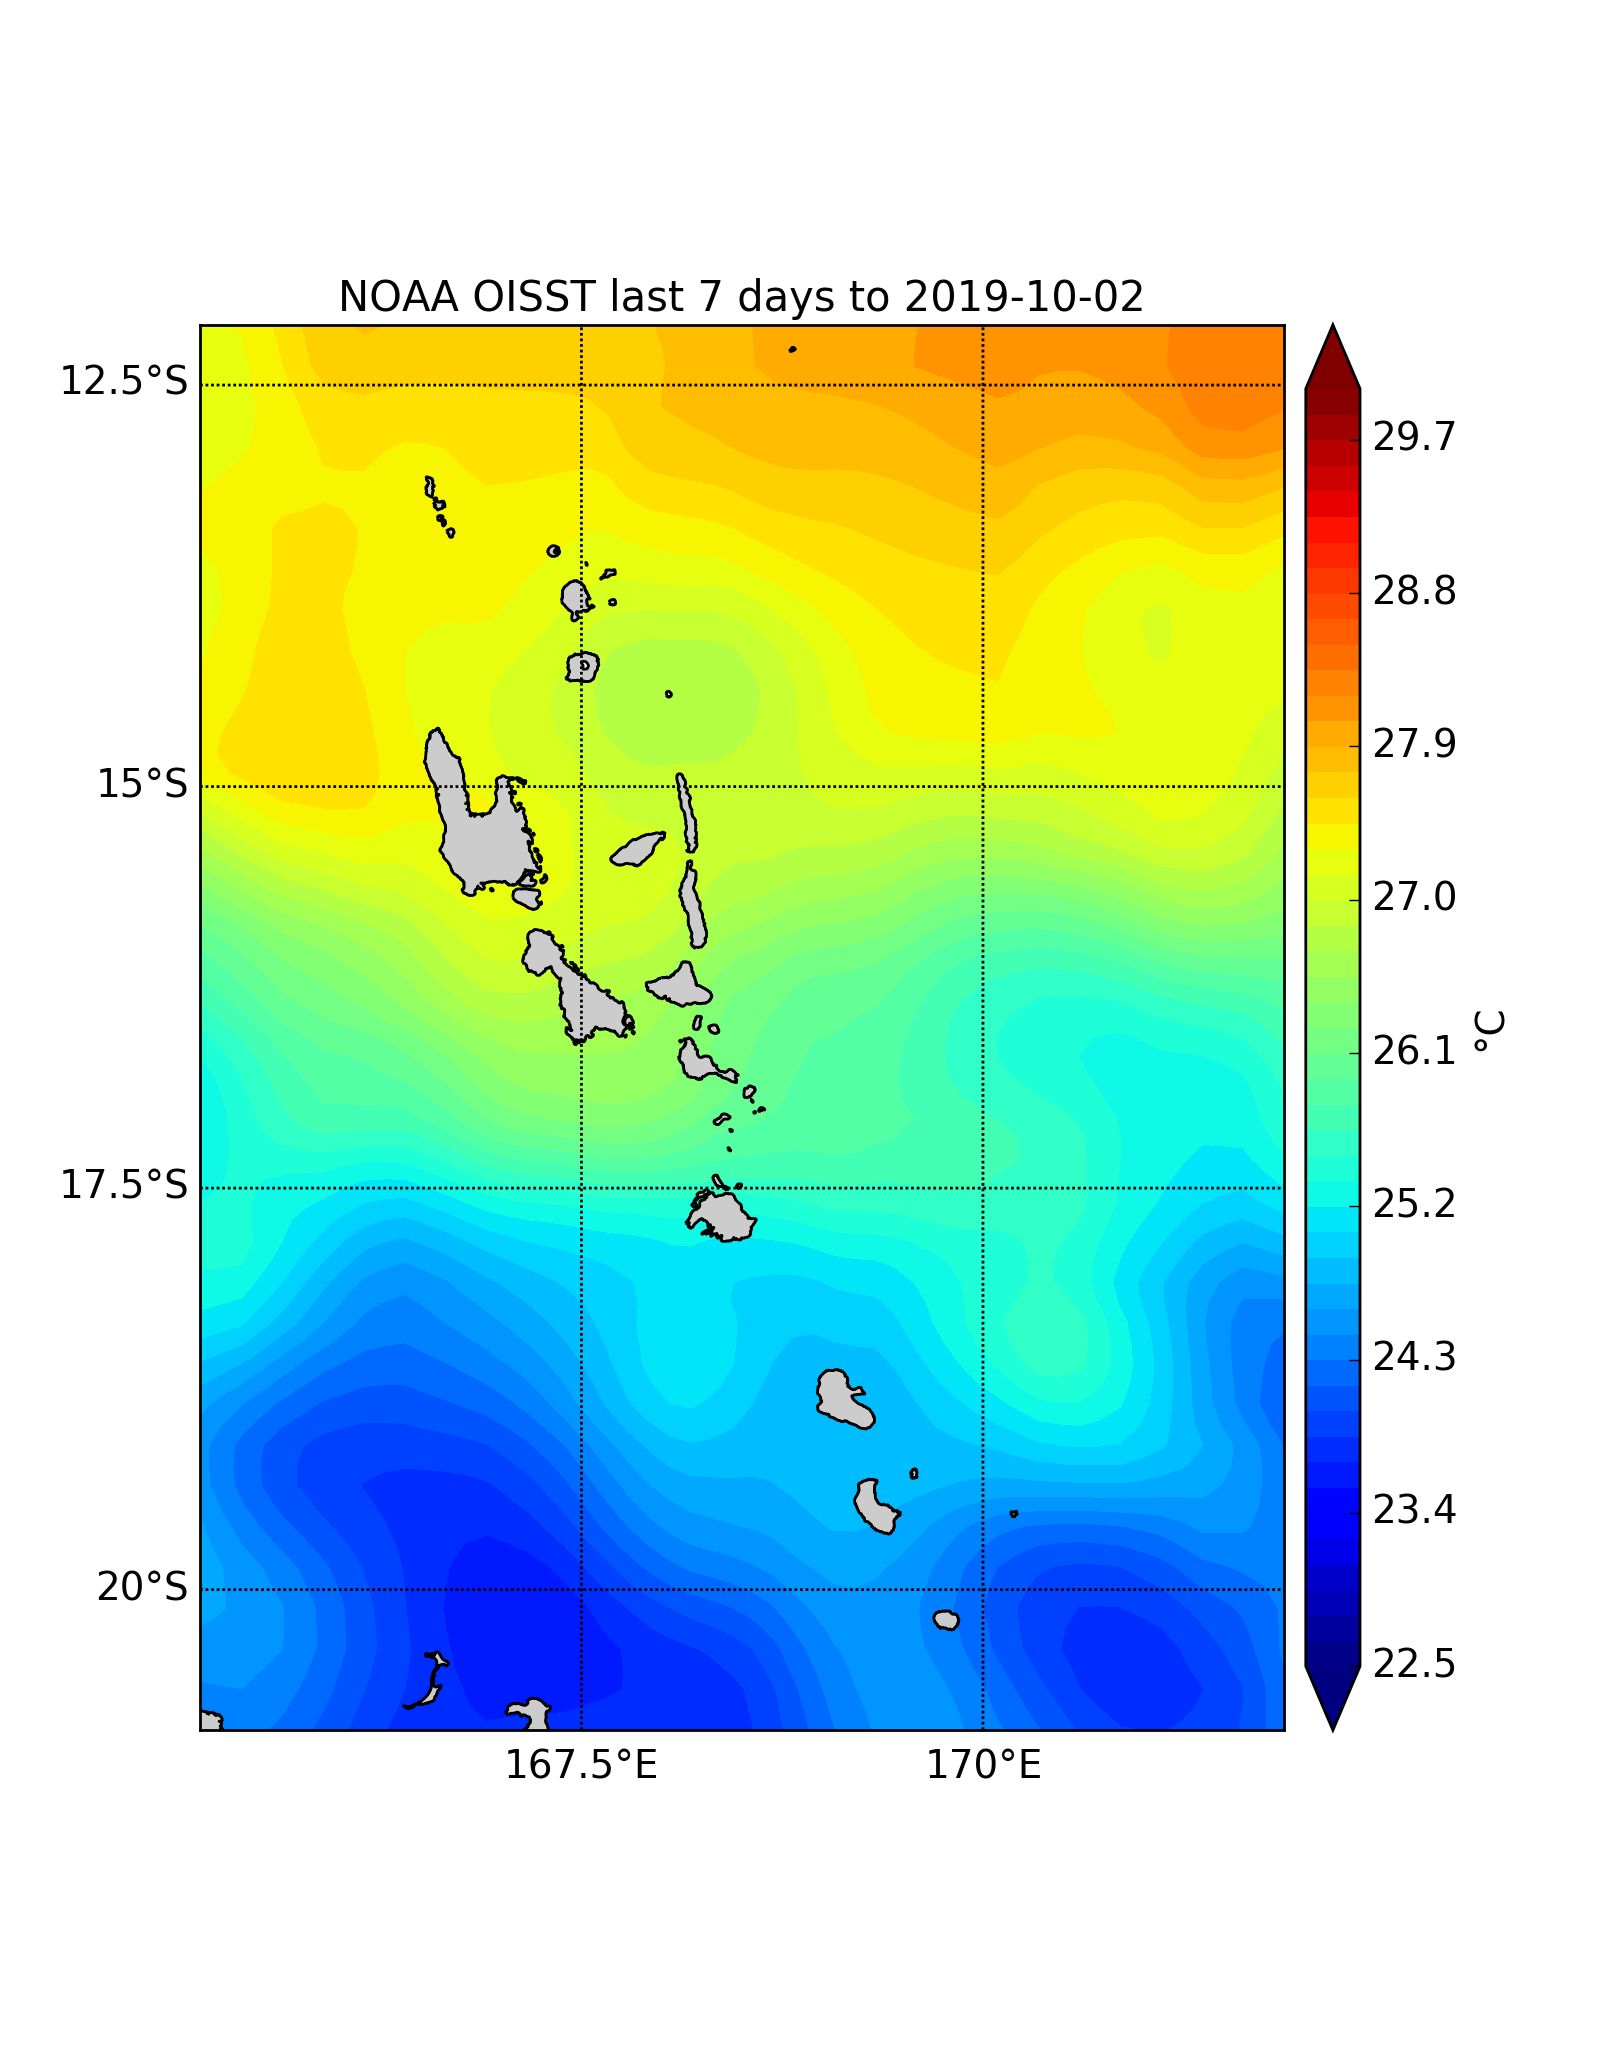 NOAA OISST last 7 days to 2019-10-02
12.5°S
15°S
17.5°S
20°S
167.5°E
170°E
29.7
28.8
27.9
27.0
26.1
25.2
24.3
23.4
22.5
°C